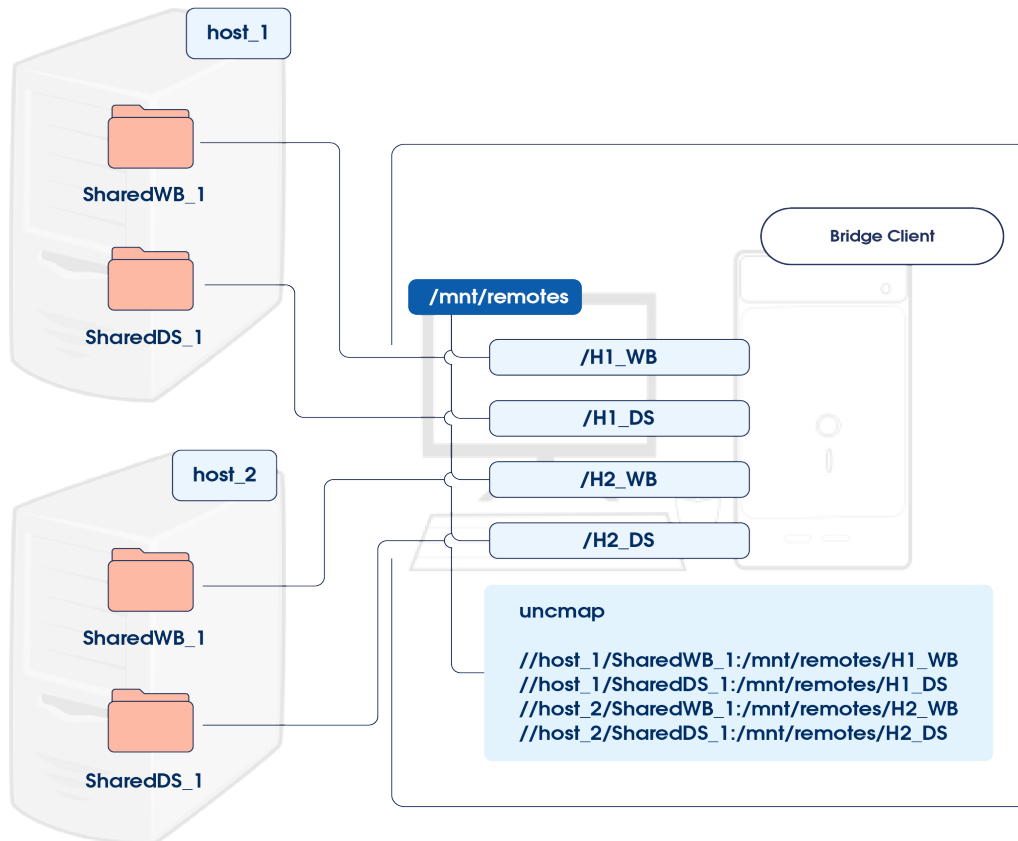 host_1
SharedWB_1
SharedDS_1
Bridge Client
/mnt/remotes
/H1_WB
/H1_DS
/H2_WB
/H2_DS
host_2
SharedWB_1
SharedDS_1
uncmap
//host_1/SharedWB_1:/mnt/remotes/H1_WB
//host_1/SharedDS_1:/mnt/remotes/H1_DS
//host_2/SharedWB_1:/mnt/remotes/H2_WB
//host_2/SharedDS_1:/mnt/remotes/H2_DS